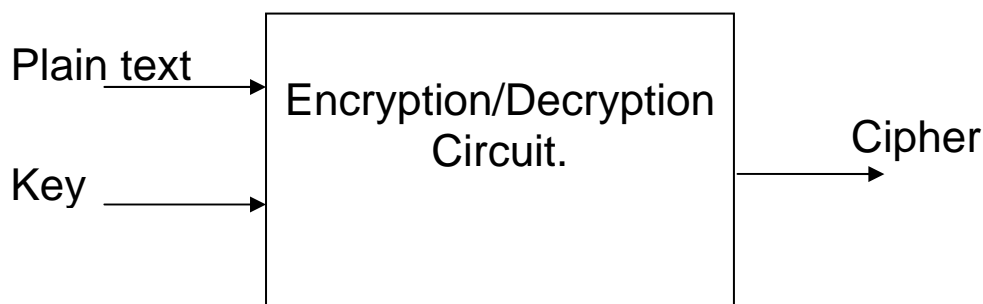 Plain text
Encryption/Decryption
Circuit.
Cipher
Key